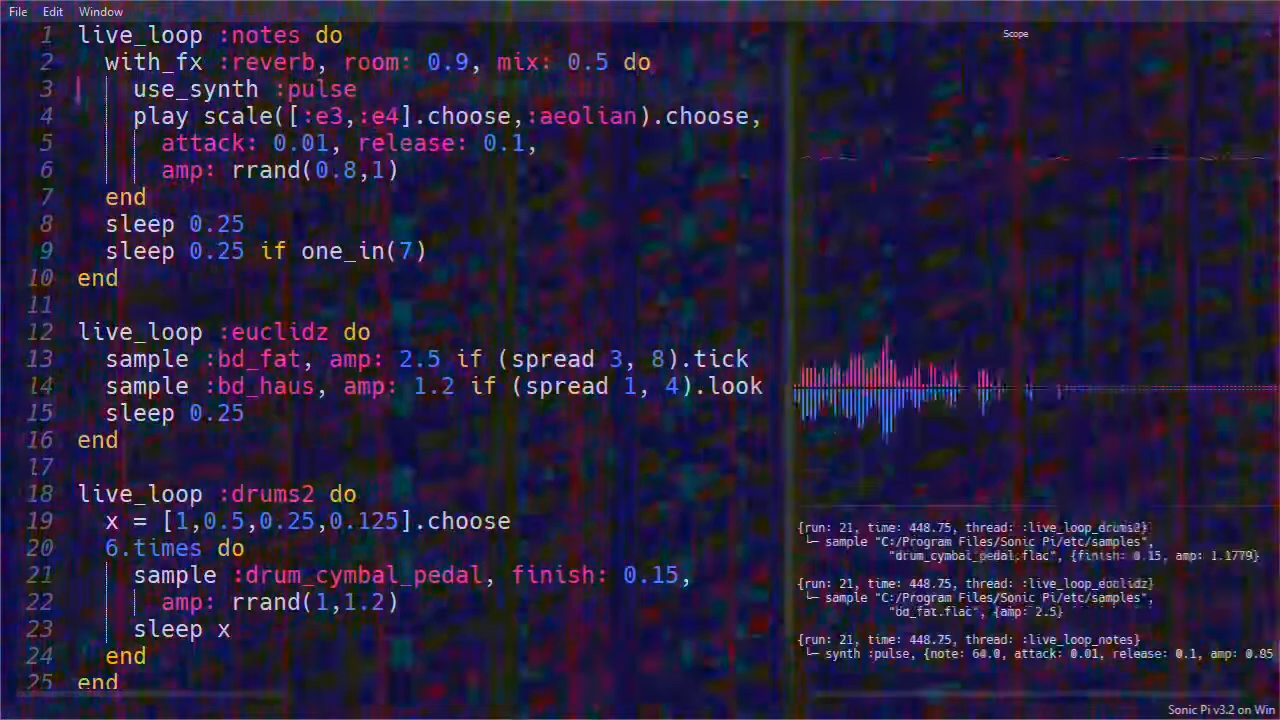 File Edit Window
1 live_loop :notes do
2 with_fx :reverb, room: 0.9, mix: 0.5 do
3 use_synth :pulse
4 play scale([:e3,:e4].choose,:aeolian).choose,
5 attack: 0.01, release: 0.1,
6 amp: rrand(0.8,1)
7 end
8 sleep 0.25
9 sleep 0.25 if one_in(7)
10 end
11
12 live_loop :euclidz do
13 sample :bd_fat, amp: 2.5 if (spread 3, 8).tick
14 sample :bd_haus, amp: 1.2 if (spread 1, 4).look
15 sleep 0.25
16 end
17
18 live_loop :drums2 do
19 x = [1,0.5,0.25,0.125].choose
20 6.times do
21 sample :drum_cymbal_pedal, finish: 0.15,
22 amp: rrand(1,1.2)
23 sleep x
24 end
25 end
Scope
{run: 21, time: 448.75, thread: :live_loop_drums2}
└─ sample "C:/Program Files/Sonic Pi/etc/samples",
"drum_cymbal_pedal.flac", {finish: 0.15, amp: 1.1779}
{run: 21, time: 448.75, thread: :live_loop_euclidz}
└─ sample "C:/Program Files/Sonic Pi/etc/samples",
"bd_fat.flac", {amp: 2.5}
{run: 21, time: 448.75, thread: :live_loop_notes}
└─ synth :pulse, {note: 64.0, attack: 0.01, release: 0.1, amp: 0.95
Sonic Pi v3.2 on Win